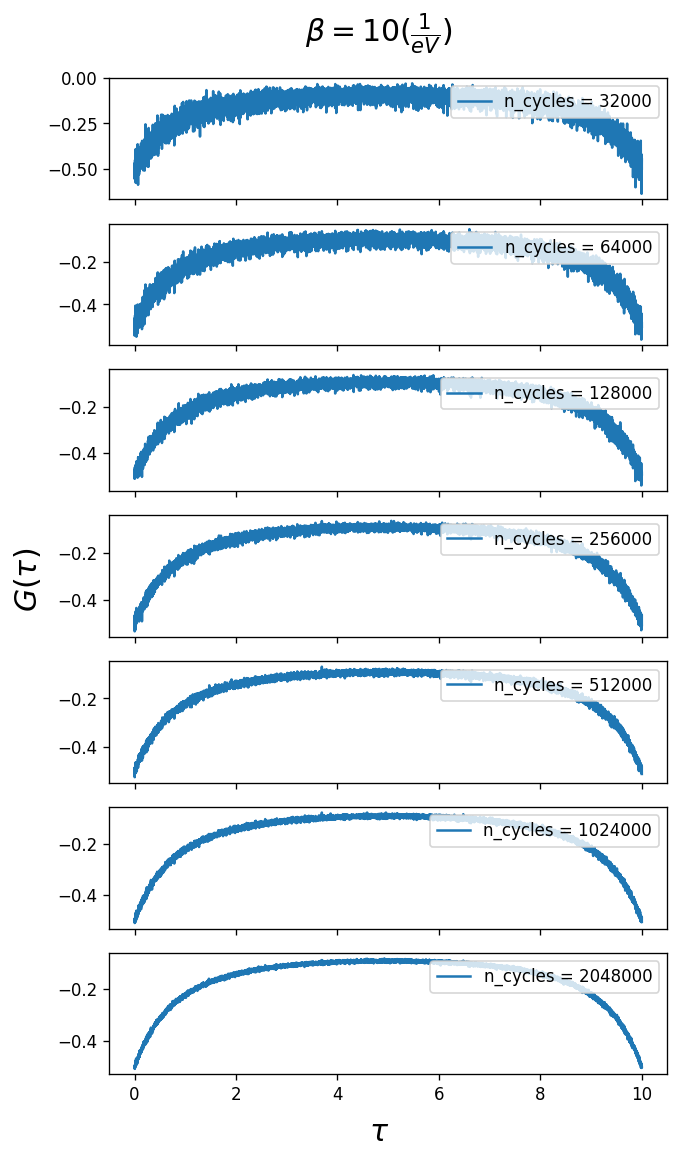 β = 10(1/eV)
0.00
−0.25
−0.50
n_cycles = 32000
−0.2
−0.4
n_cycles = 64000
−0.2
−0.4
n_cycles = 128000
−0.2
−0.4
n_cycles = 256000
G(τ)
−0.2
−0.4
n_cycles = 512000
−0.2
−0.4
n_cycles = 1024000
−0.2
−0.4
n_cycles = 2048000
0 2 4 6 8 10
τ